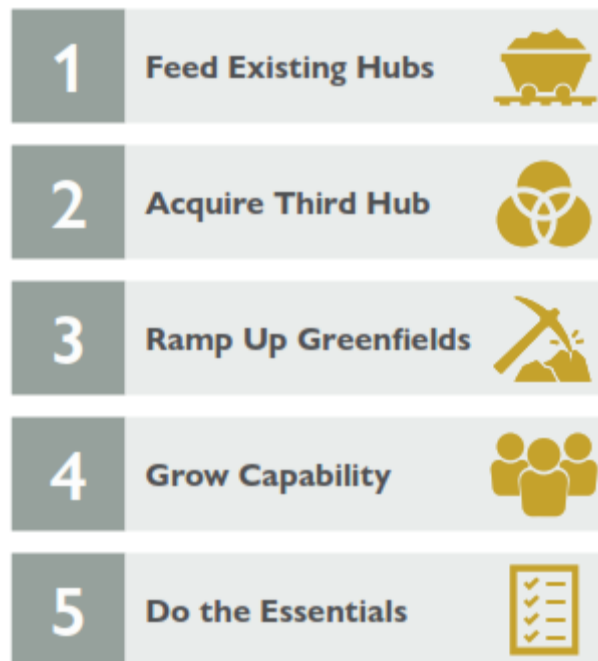 1 Feed Existing Hubs
2 Acquire Third Hub
3 Ramp Up Greenfields
4 Grow Capability
5 Do the Essentials